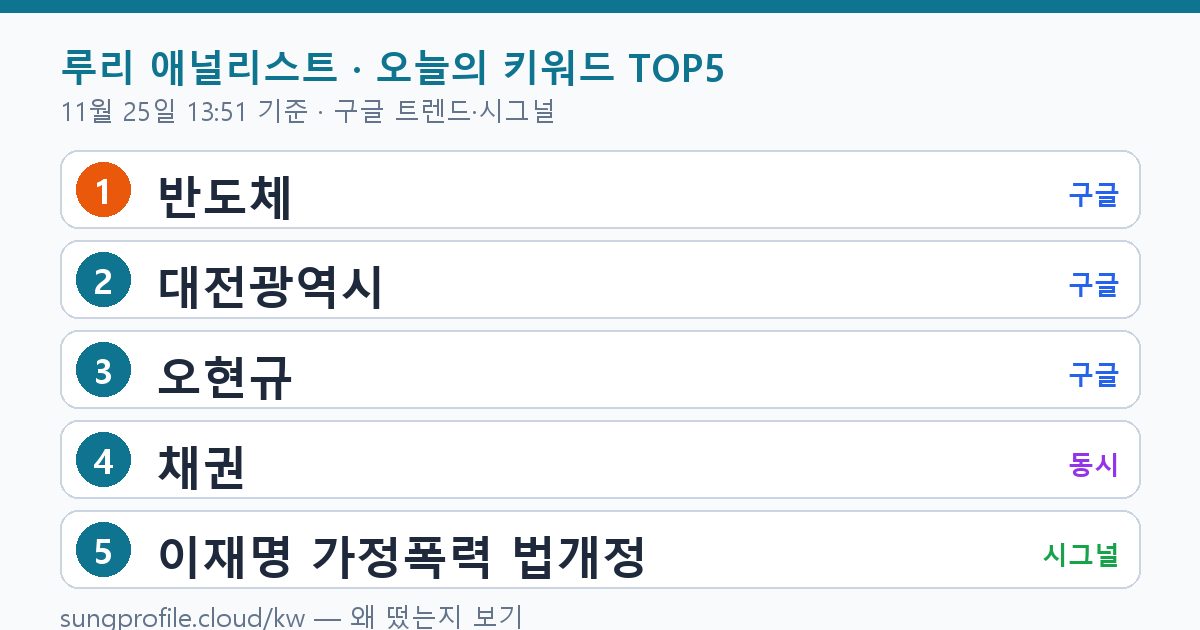 루리 애널리스트 · 오늘의 키워드 TOP5
11월 25일 13:51 기준 · 구글 트렌드·시그널
1 반도체 구글
2 대전광역시 구글
3 오현규 구글
4 채권 동시
5 이재명 가정폭력 법개정 시그널
sungprofile.cloud/kw — 왜 떴는지 보기